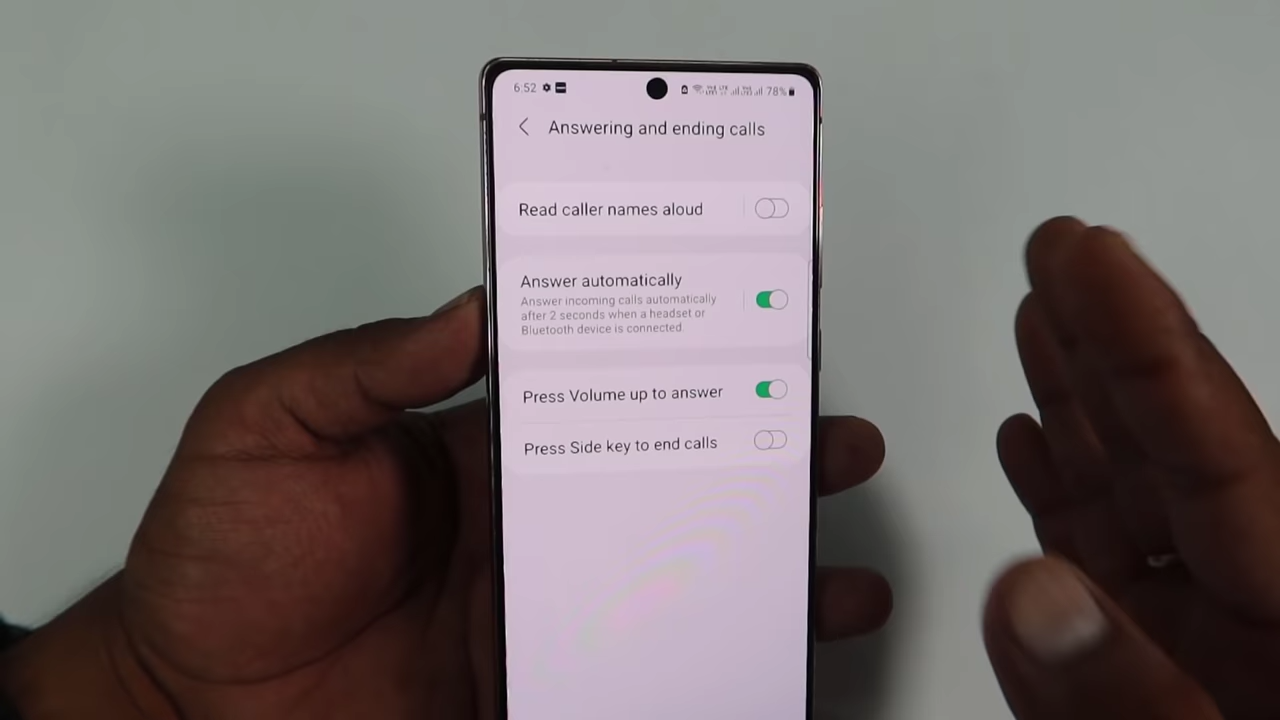 6:52
78%
Answering and ending calls
Read caller names aloud
Answer automatically
Answer incoming calls automatically
after 2 seconds when a headset or
Bluetooth device is connected.
Press Volume up to answer
Press Side key to end calls